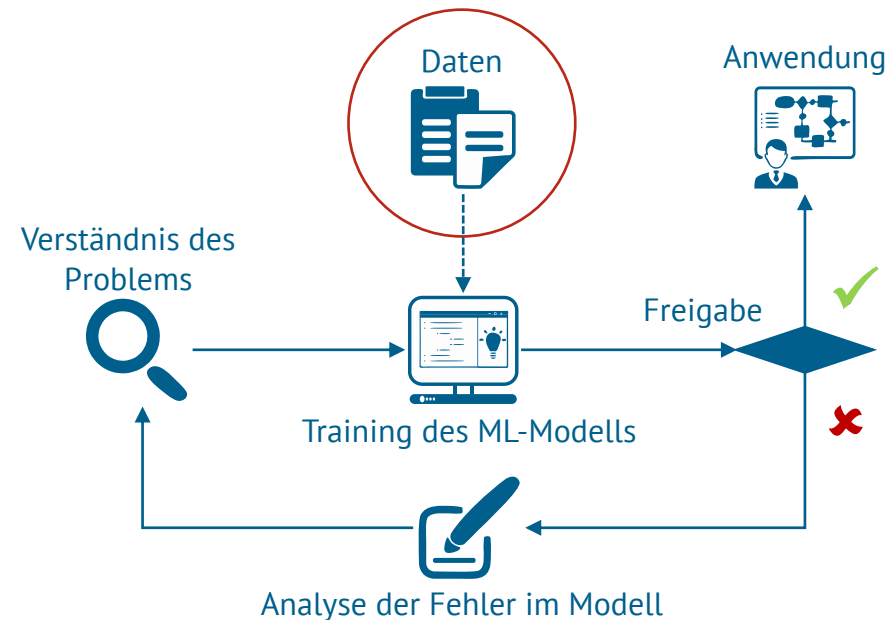 Daten
Anwendung
Verständnis des
Problems
Freigabe
Training des ML-Modells
Analyse der Fehler im Modell